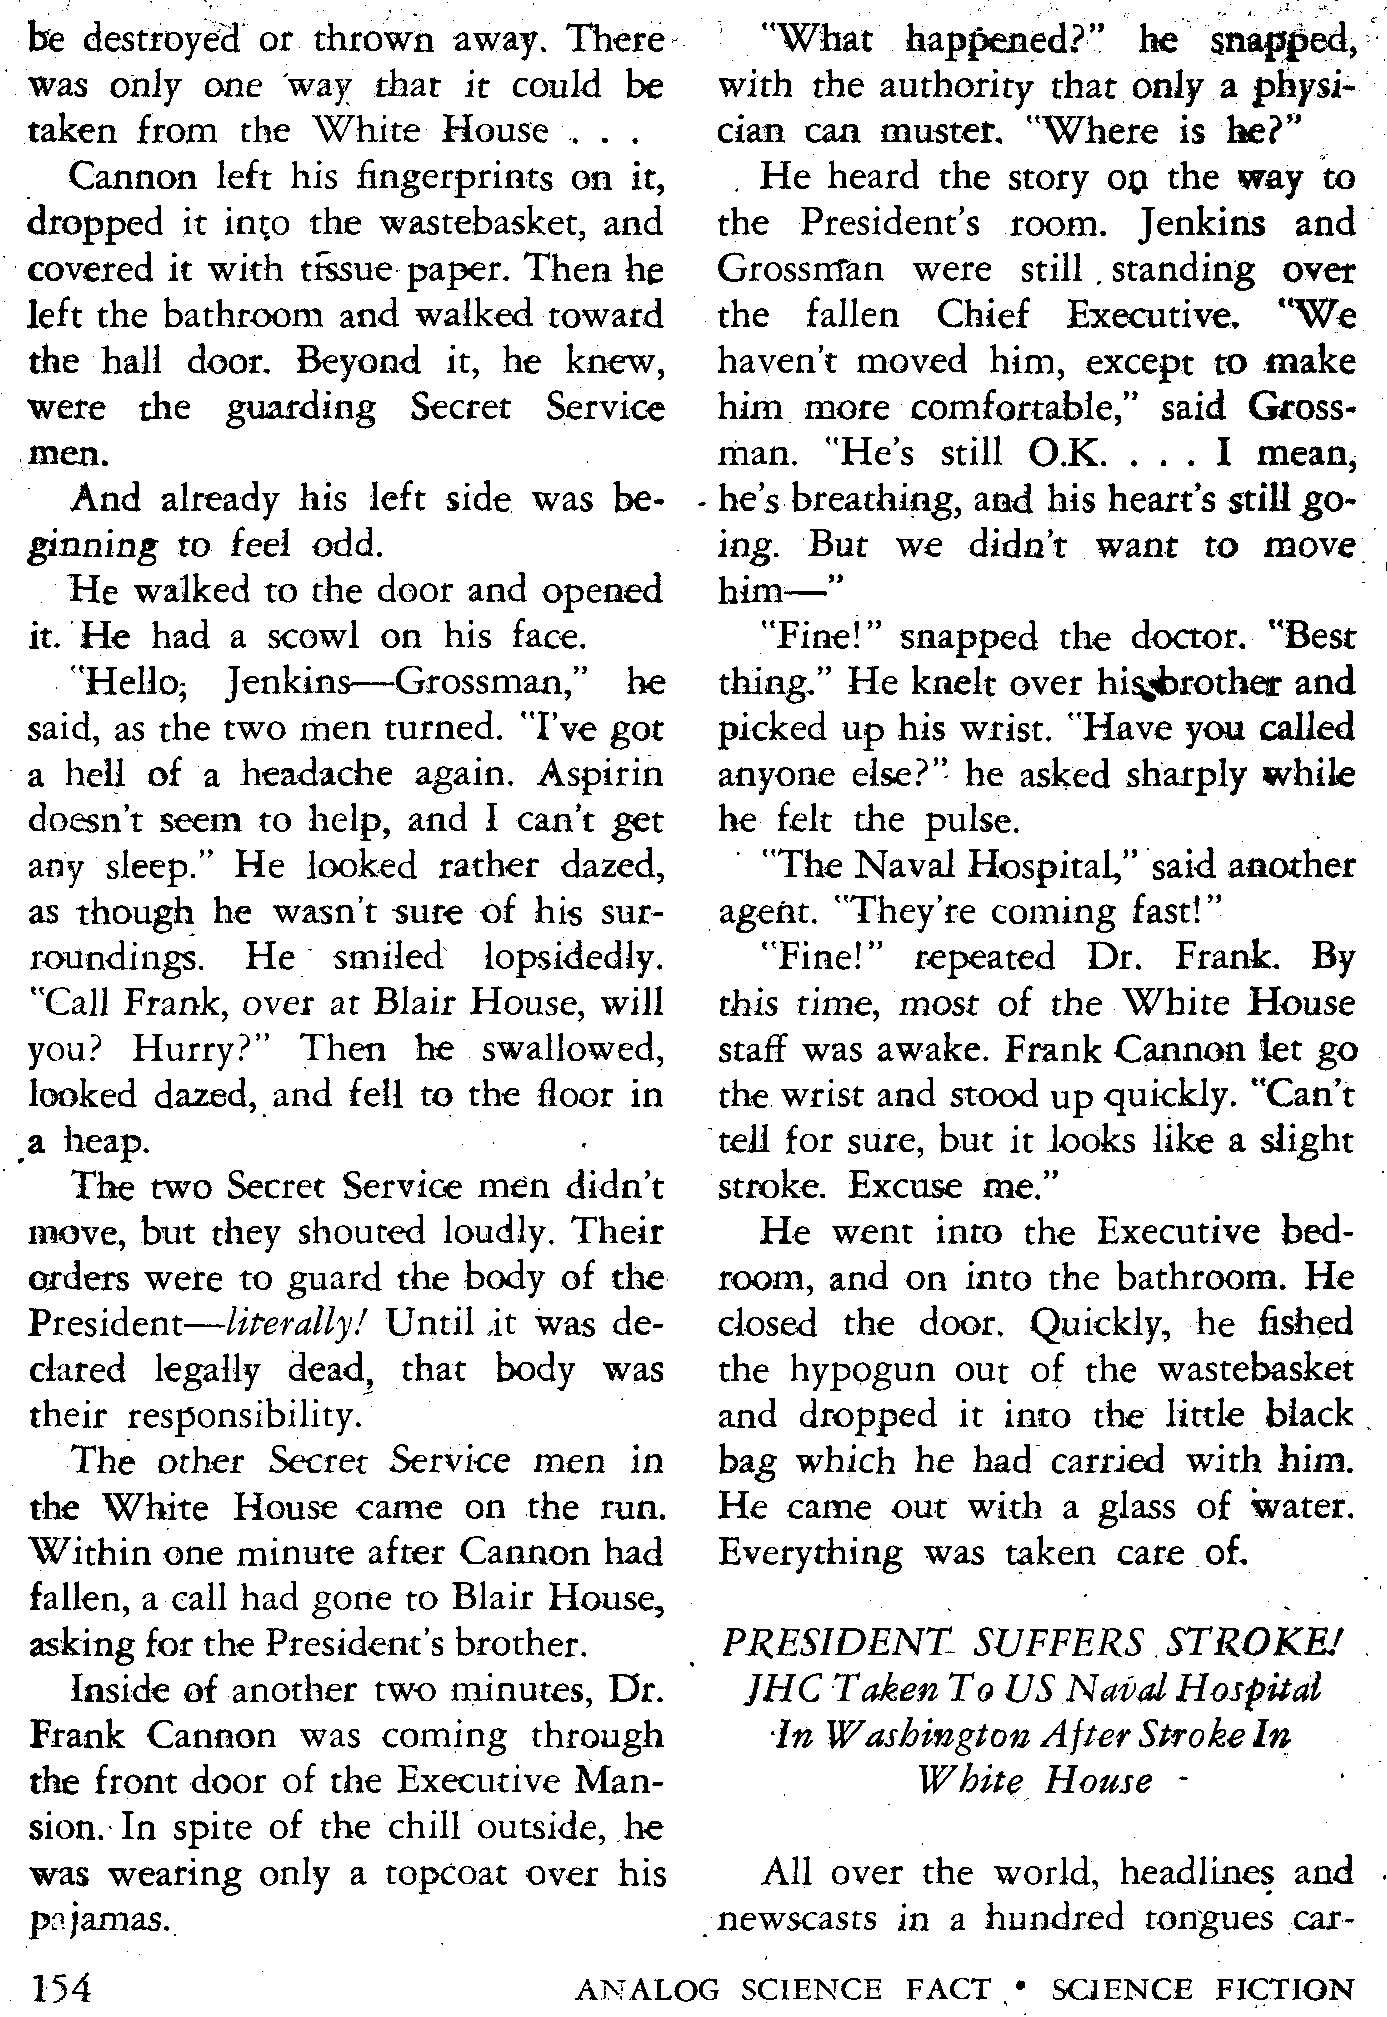 be destroyed or thrown away. There
was only one way that it could be
taken from the White House . . .
Cannon left his fingerprints on it,
dropped it into the wastebasket, and
covered it with tissue paper. Then he
left the bathroom and walked toward
the hall door. Beyond it, he knew,
were the guarding Secret Service
men.
And already his left side was be-
ginning to feel odd.
He walked to the door and opened
it. He had a scowl on his face.
"Hello, Jenkins—Grossman," he
said, as the two men turned. "I've got
a hell of a headache again. Aspirin
doesn't seem to help, and I can't get
any sleep." He looked rather dazed,
as though he wasn't sure of his sur-
roundings. He smiled lopsidedly.
"Call Frank, over at Blair House, will
you? Hurry?" Then he swallowed,
looked dazed, and fell to the floor in
a heap.
The two Secret Service men didn't
move, but they shouted loudly. Their
orders were to guard the body of the
President—literally! Until it was de-
clared legally dead, that body was
their responsibility.
The other Secret Service men in
the White House came on the run.
Within one minute after Cannon had
fallen, a call had gone to Blair House,
asking for the President's brother.
Inside of another two minutes, Dr.
Frank Cannon was coming through
the front door of the Executive Man-
sion. In spite of the chill outside, he
was wearing only a topcoat over his
pajamas.
"What happened?" he snapped,
with the authority that only a physi-
cian can muster. "Where is he?"
He heard the story on the way to
the President's room. Jenkins and
Grossman were still standing over
the fallen Chief Executive. "We
haven't moved him, except to make
him more comfortable," said Gross-
man. "He's still O.K. . . . I mean,
he's breathing, and his heart's still go-
ing. But we didn't want to move
him—"
"Fine!" snapped the doctor. "Best
thing." He knelt over his brother and
picked up his wrist. "Have you called
anyone else?" he asked sharply while
he felt the pulse.
"The Naval Hospital," said another
agent. "They're coming fast!"
"Fine!" repeated Dr. Frank. By
this time, most of the White House
staff was awake. Frank Cannon let go
the wrist and stood up quickly. "Can't
tell for sure, but it looks like a slight
stroke. Excuse me."
He went into the Executive bed-
room, and on into the bathroom. He
closed the door. Quickly, he fished
the hypogun out of the wastebasket
and dropped it into the little black
bag which he had carried with him.
He came out with a glass of water.
Everything was taken care of.
PRESIDENT SUFFERS STROKE!
JHC Taken To US Naval Hospital
In Washington After Stroke In
White House
All over the world, headlines and
newscasts in a hundred tongues car-
154
ANALOG SCIENCE FACT • SCIENCE FICTION